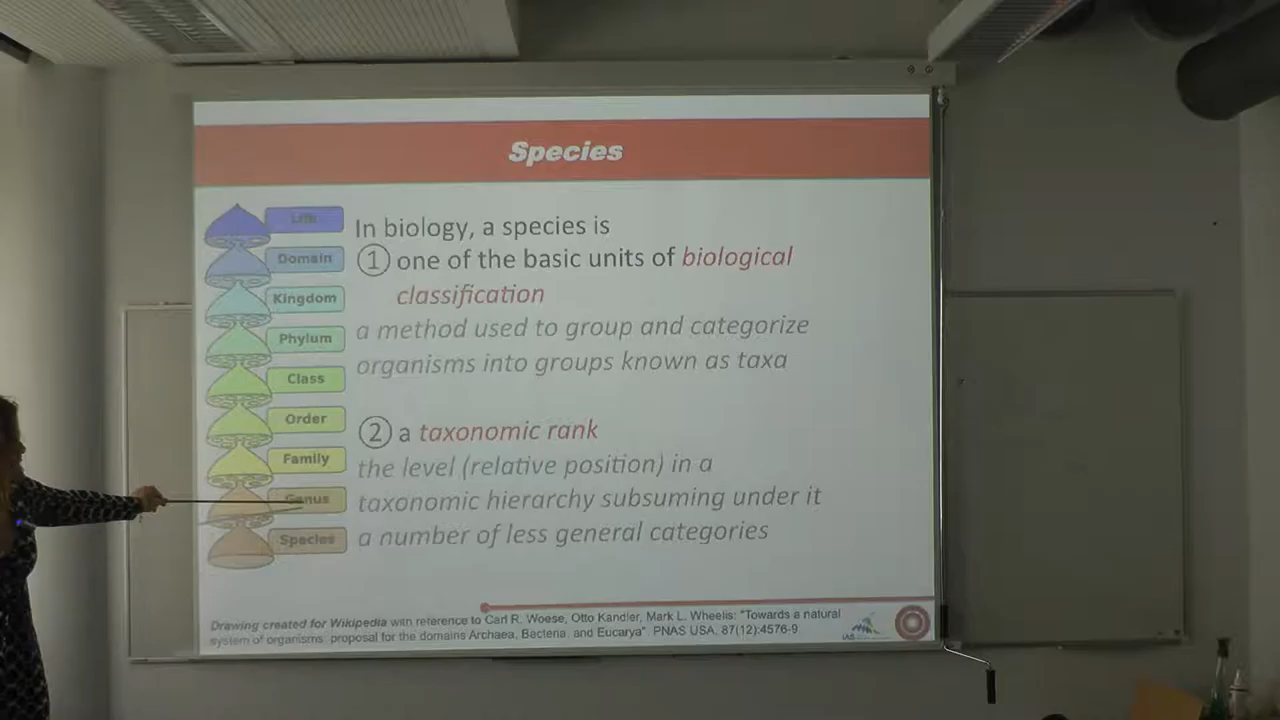 Species
Life
Domain
Kingdom
Phylum
Class
Order
Family
Genus
Species
In biology, a species is
① one of the basic units of biological
classification
a method used to group and categorize
organisms into groups known as taxa
② a taxonomic rank
the level (relative position) in a
taxonomic hierarchy subsuming under it
a number of less general categories
Drawing created for Wikipedia with reference to Carl R. Woese, Otto Kandler, Mark L. Wheelis: "Towards a natural
system of organisms: proposal for the domains Archaea, Bacteria, and Eucarya". PNAS USA, 87(12):4576-9
IAS